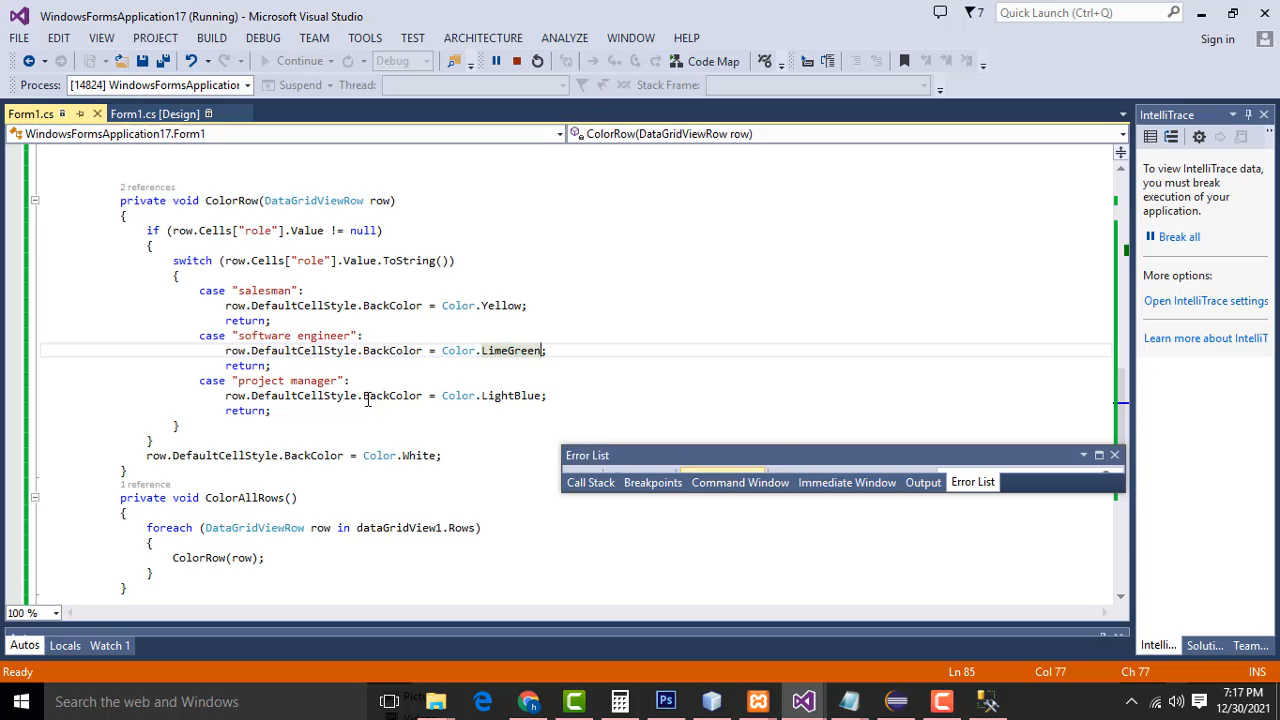 WindowsFormsApplication17 (Running) - Microsoft Visual Studio
7
Quick Launch (Ctrl+Q)
FILE EDIT VIEW PROJECT BUILD DEBUG TEAM TOOLS TEST ARCHITECTURE ANALYZE WINDOW HELP
Sign in
Continue Debug Code Map
Process: [14824] WindowsFormsApplication Suspend Thread: Stack Frame:
Form1.cs Form1.cs [Design]
IntelliTrace
WindowsFormsApplication17.Form1 ColorRow(DataGridViewRow row)
2 references
private void ColorRow(DataGridViewRow row)
{
if (row.Cells["role"].Value != null)
{
switch (row.Cells["role"].Value.ToString())
{
case "salesman":
row.DefaultCellStyle.BackColor = Color.Yellow;
return;
case "software engineer":
row.DefaultCellStyle.BackColor = Color.LimeGreen;
return;
case "project manager":
row.DefaultCellStyle.BackColor = Color.LightBlue;
return;
}
}
row.DefaultCellStyle.BackColor = Color.White;
}
1 reference
private void ColorAllRows()
{
foreach (DataGridViewRow row in dataGridView1.Rows)
{
ColorRow(row);
}
}
To view IntelliTrace data,
you must break
execution of your
application.
Break all
More options:
Open IntelliTrace settings
Learn more about IntelliT
Error List
Call Stack Breakpoints Command Window Immediate Window Output Error List
100 %
Autos Locals Watch 1
Intelli... Soluti... Team...
Ready Ln 85 Col 77 Ch 77 INS
Search the web and Windows
7:17 PM
12/30/2021